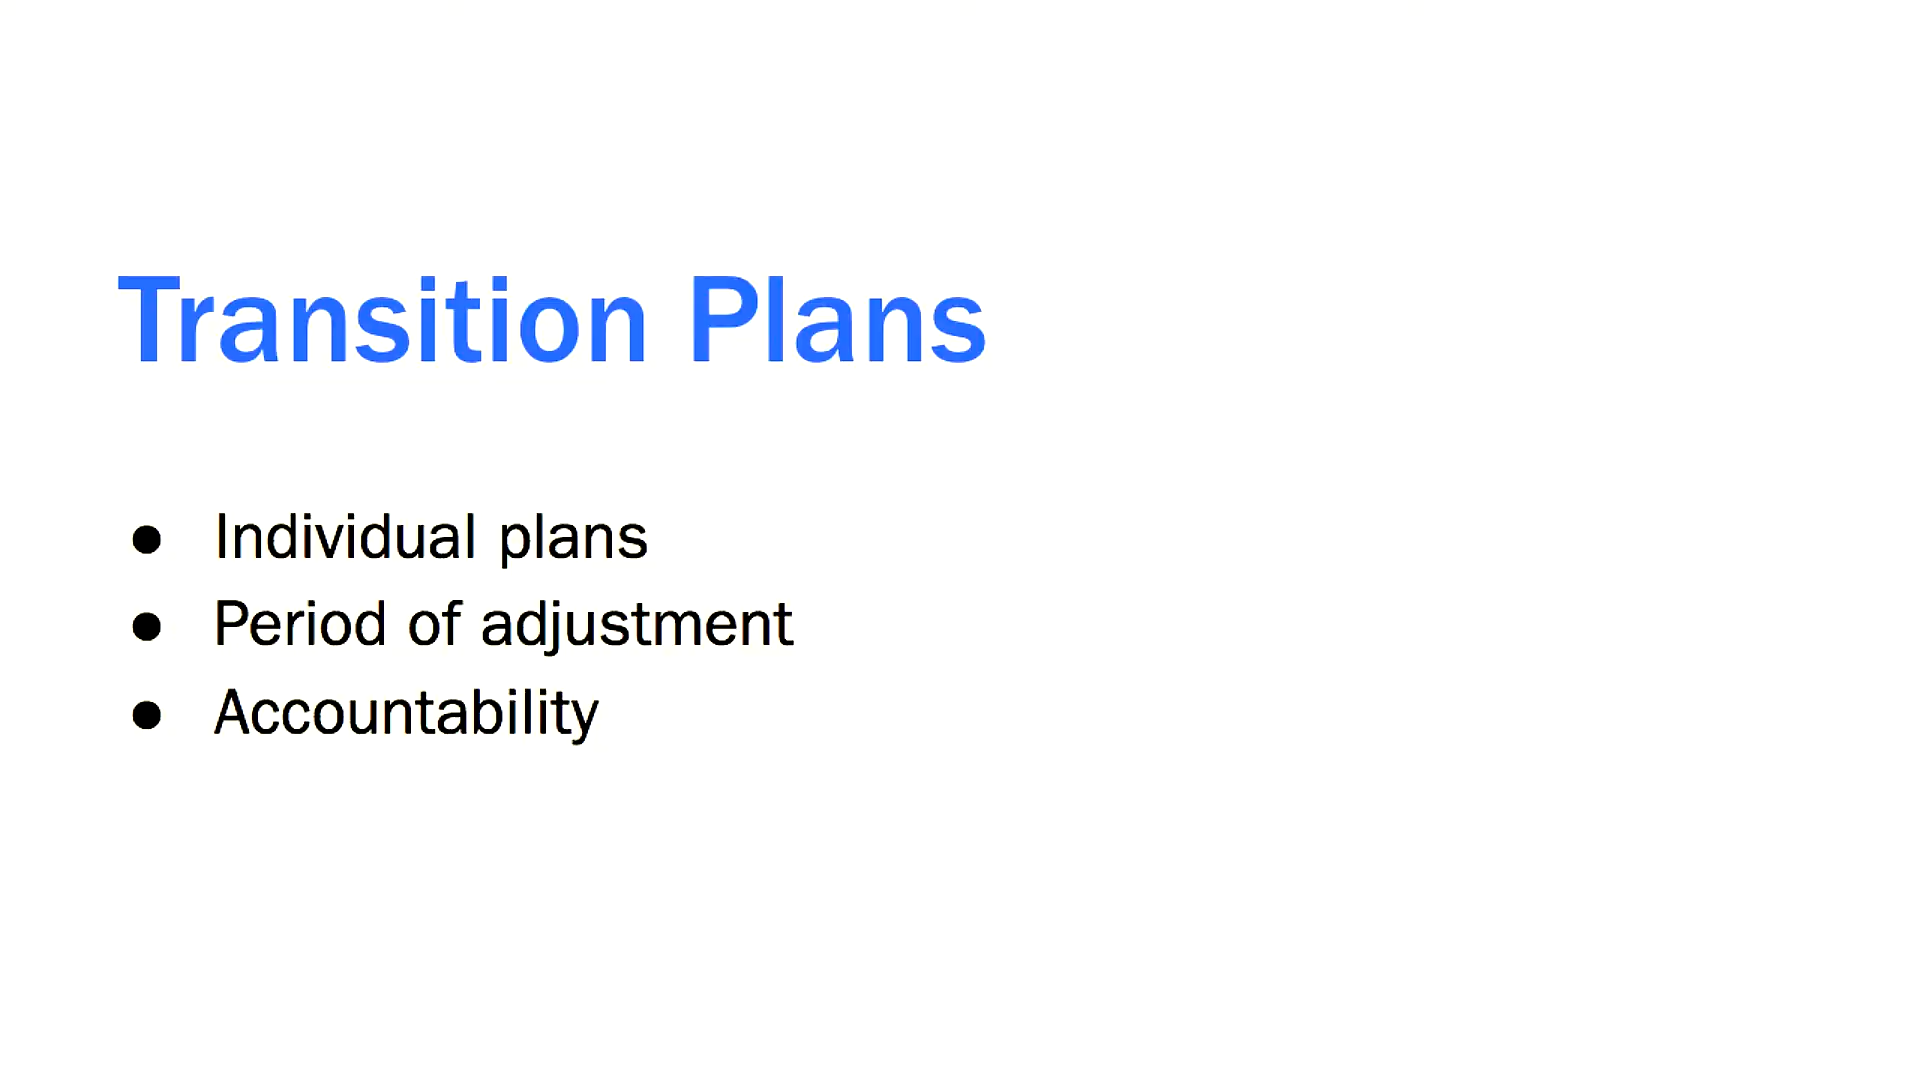 Transition Plans
● Individual plans
● Period of adjustment
● Accountability